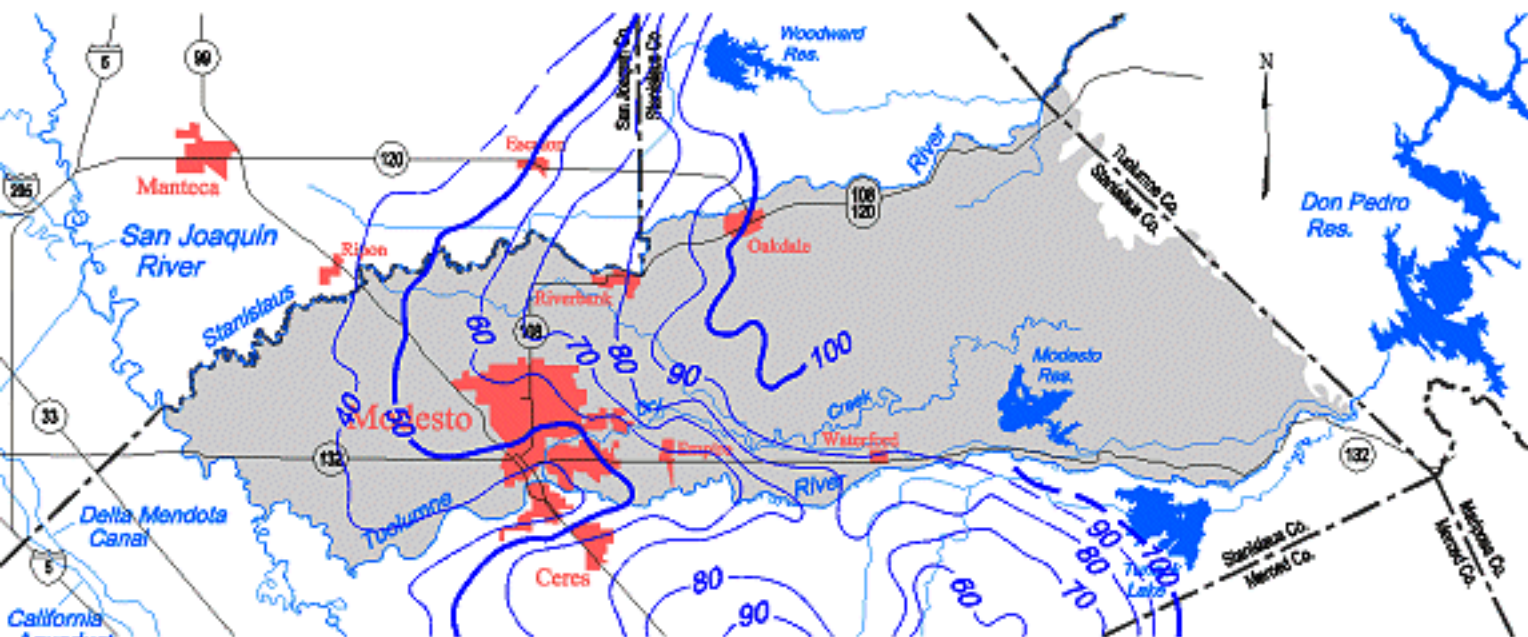 Woodward
Res.
5
99
San Joaquin Co.
Stanislaus Co.
N
River
Escalon
120
Tuolumne Co.
Stanislaus Co.
Manteca
205
108
120
Don Pedro
Res.
San Joaquin
River
Oakdale
Ripon
Riverbank
Stanislaus
60
108
70
80
90
100
Modesto
Res.
Creek
33
40
50
Modesto
Empire
Waterford
132
132
River
Tuolumne
Delta Mendota
Canal
90
100
80
70
60
Lake
Stanislaus Co.
Merced Co.
Mariposa Co.
Merced Co.
5
Ceres
80
90
California